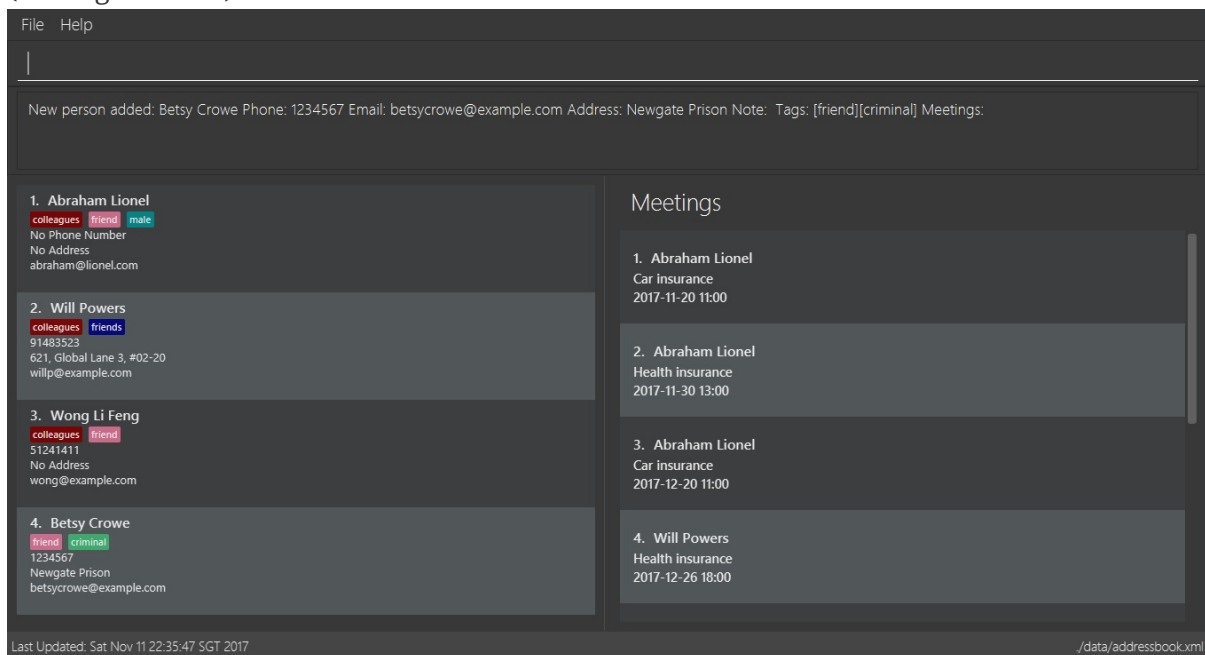 File Help
New person added: Betsy Crowe Phone: 1234567 Email: betsycrowe@example.com Address: Newgate Prison Note: Tags: [friend][criminal] Meetings:
1. Abraham Lionel
colleagues friend male
No Phone Number
No Address
abraham@lionel.com
2. Will Powers
colleagues friends
91483523
621, Global Lane 3, #02-20
willp@example.com
3. Wong Li Feng
colleagues friend
51241411
No Address
wong@example.com
4. Betsy Crowe
friend criminal
1234567
Newgate Prison
betsycrowe@example.com
Meetings
1. Abraham Lionel
Car insurance
2017-11-20 11:00
2. Abraham Lionel
Health insurance
2017-11-30 13:00
3. Abraham Lionel
Car insurance
2017-12-20 11:00
4. Will Powers
Health insurance
2017-12-26 18:00
Last Updated: Sat Nov 11 22:35:47 SGT 2017
./data/addressbook.xml